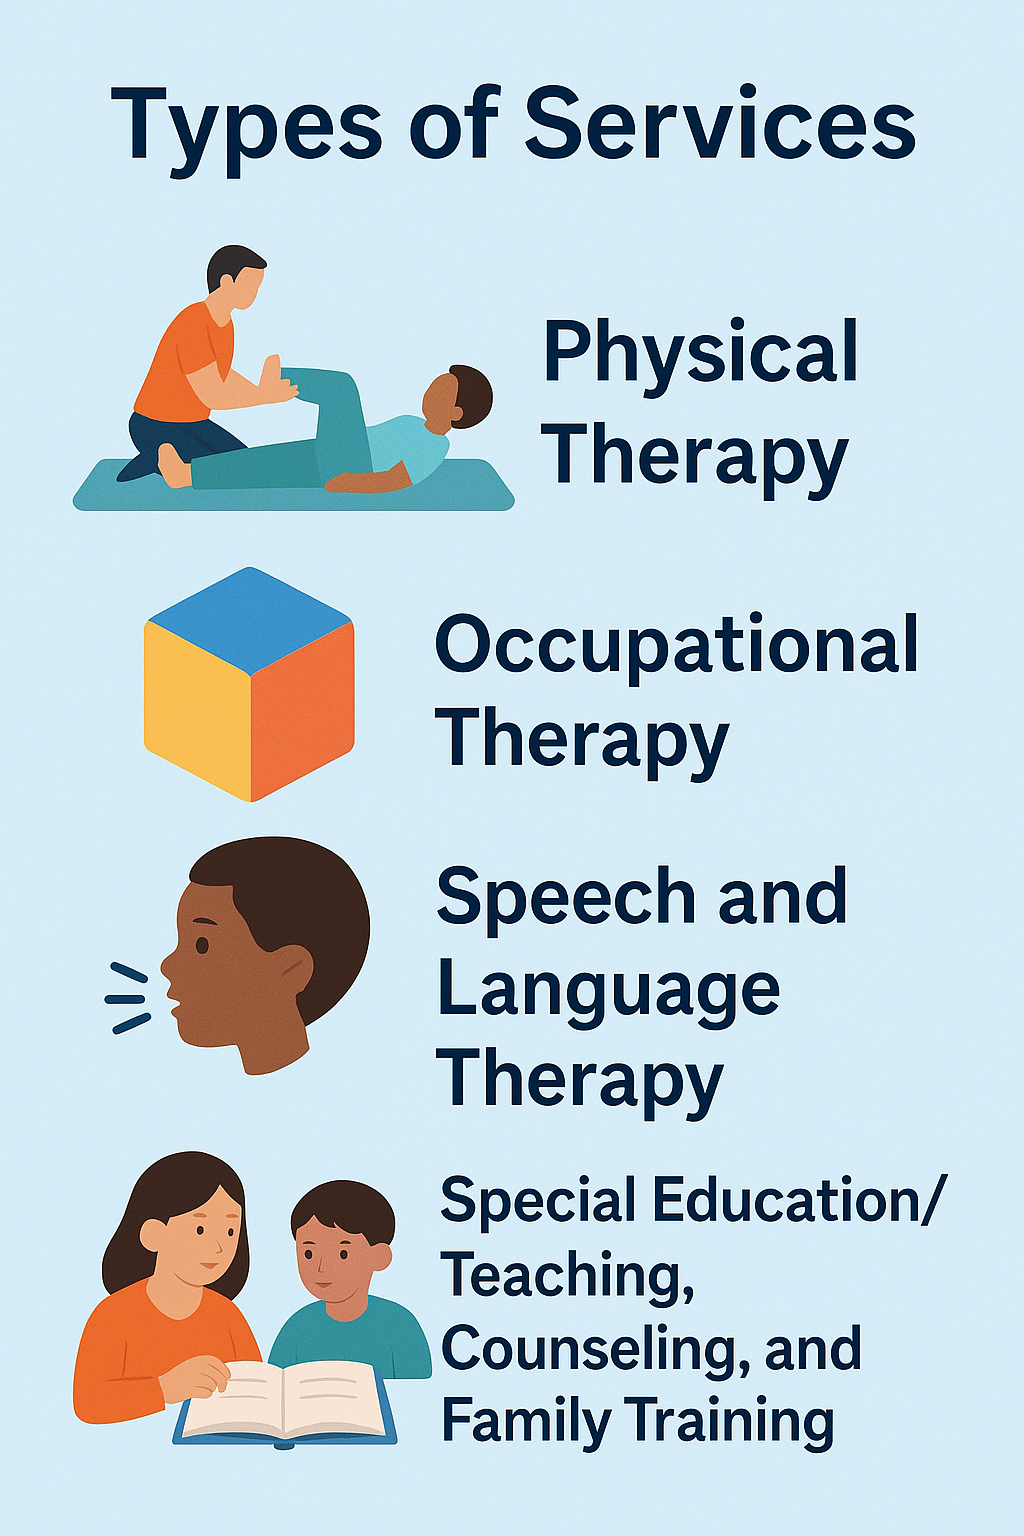 Types of Services
Physical
Therapy
Occupational
Therapy
Speech and
Language
Therapy
Special Education/
Teaching,
Counseling, and
Family Training